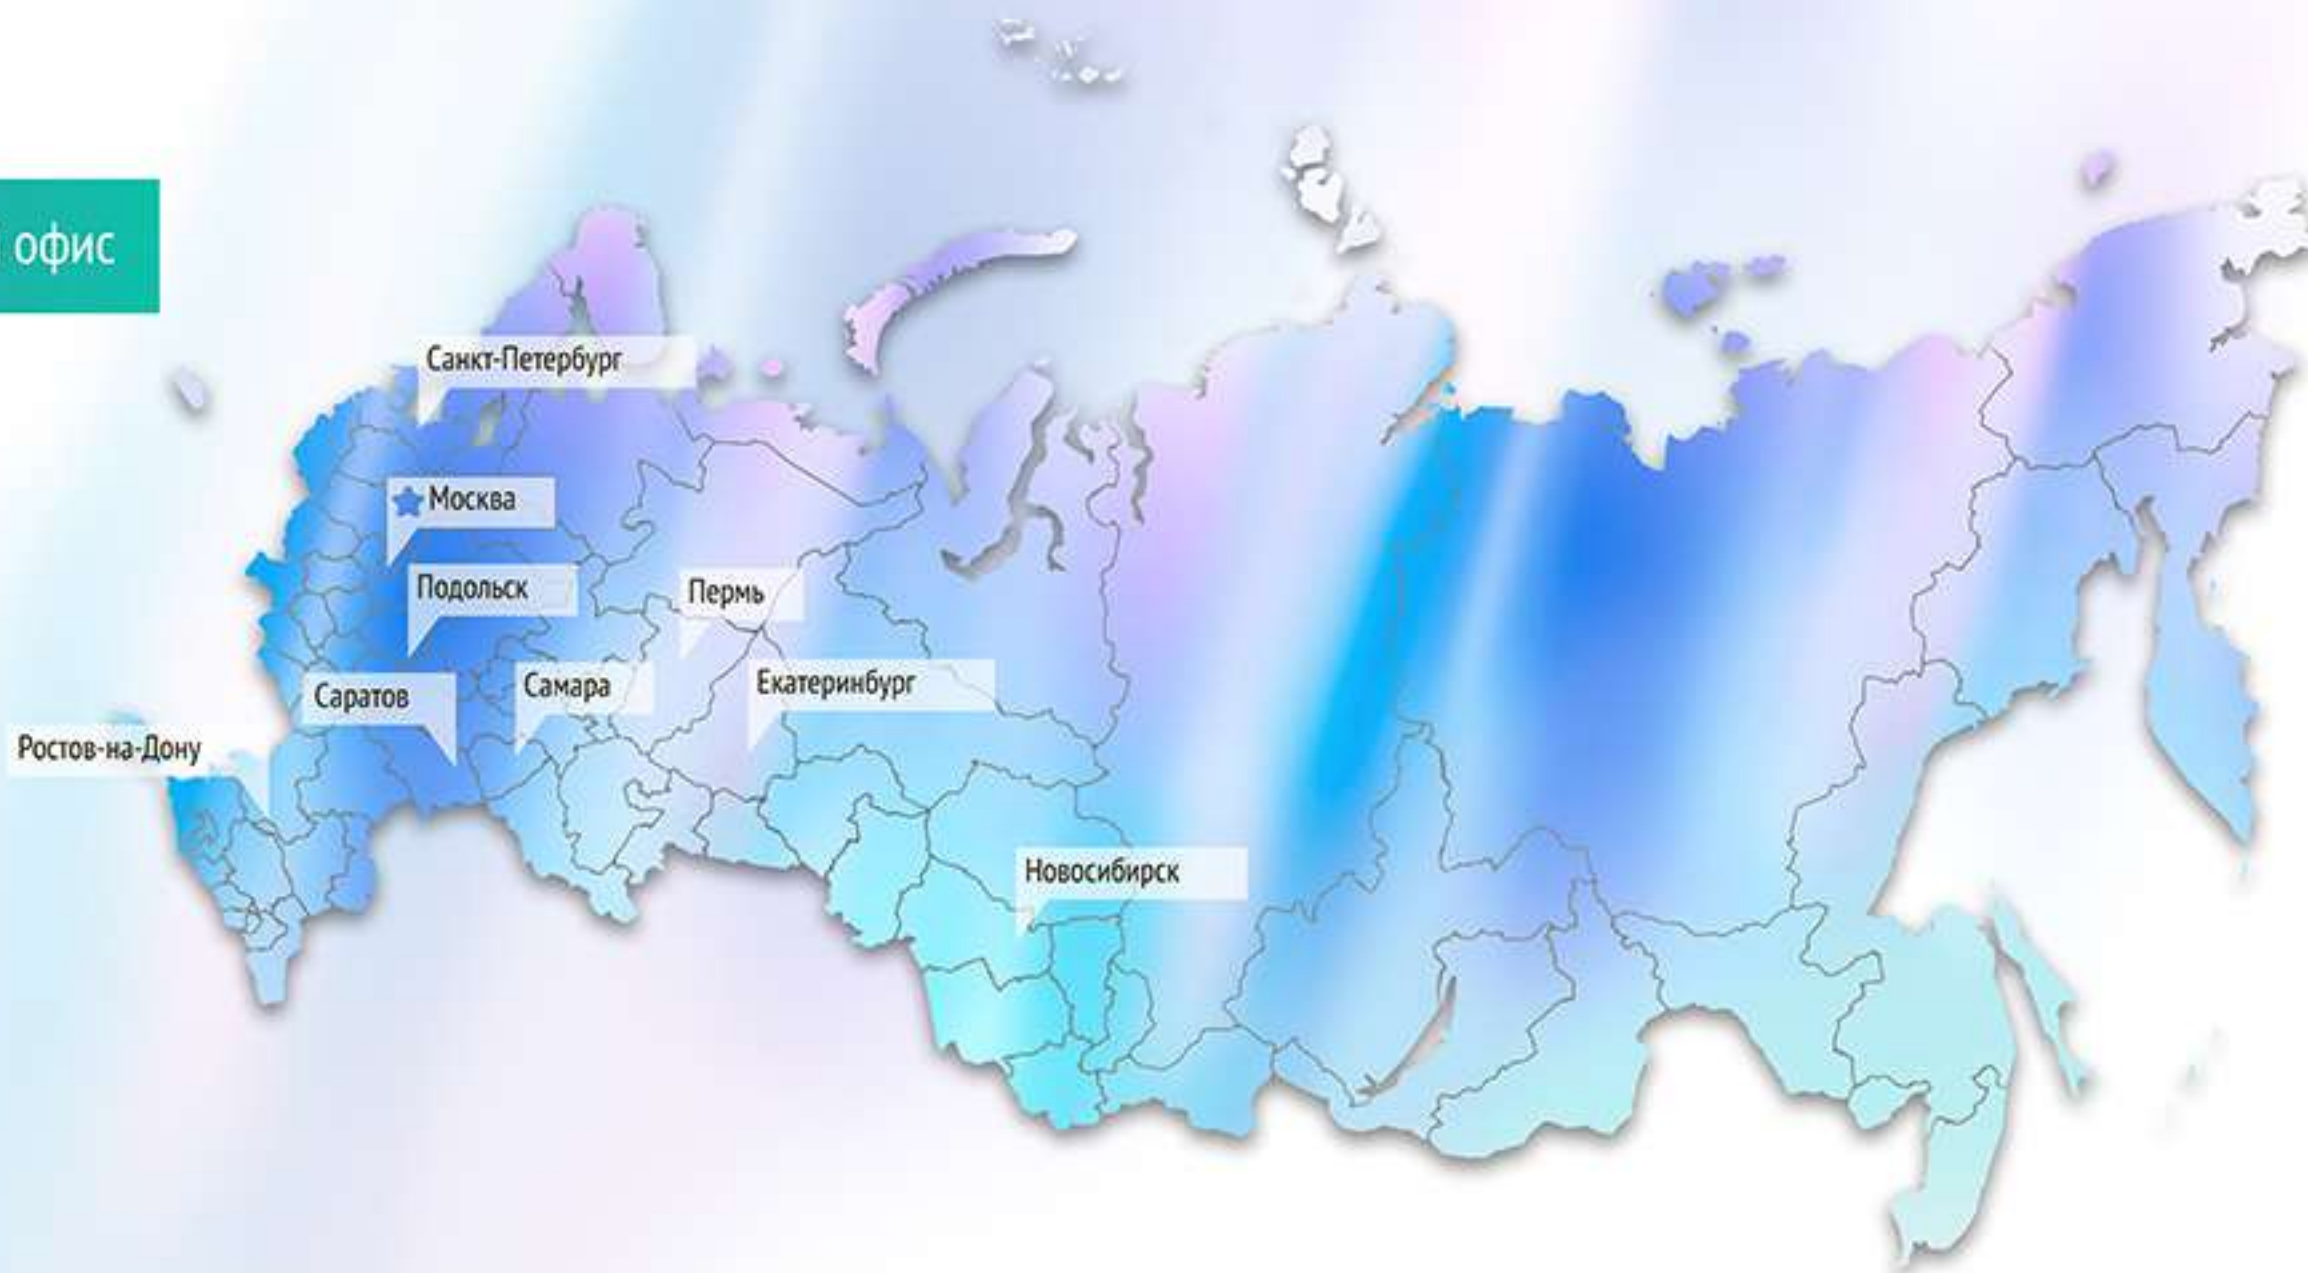 офис
Санкт-Петербург
Москва
Подольск
Пермь
Саратов
Самара
Екатеринбург
Ростов-на-Дону
Новосибирск